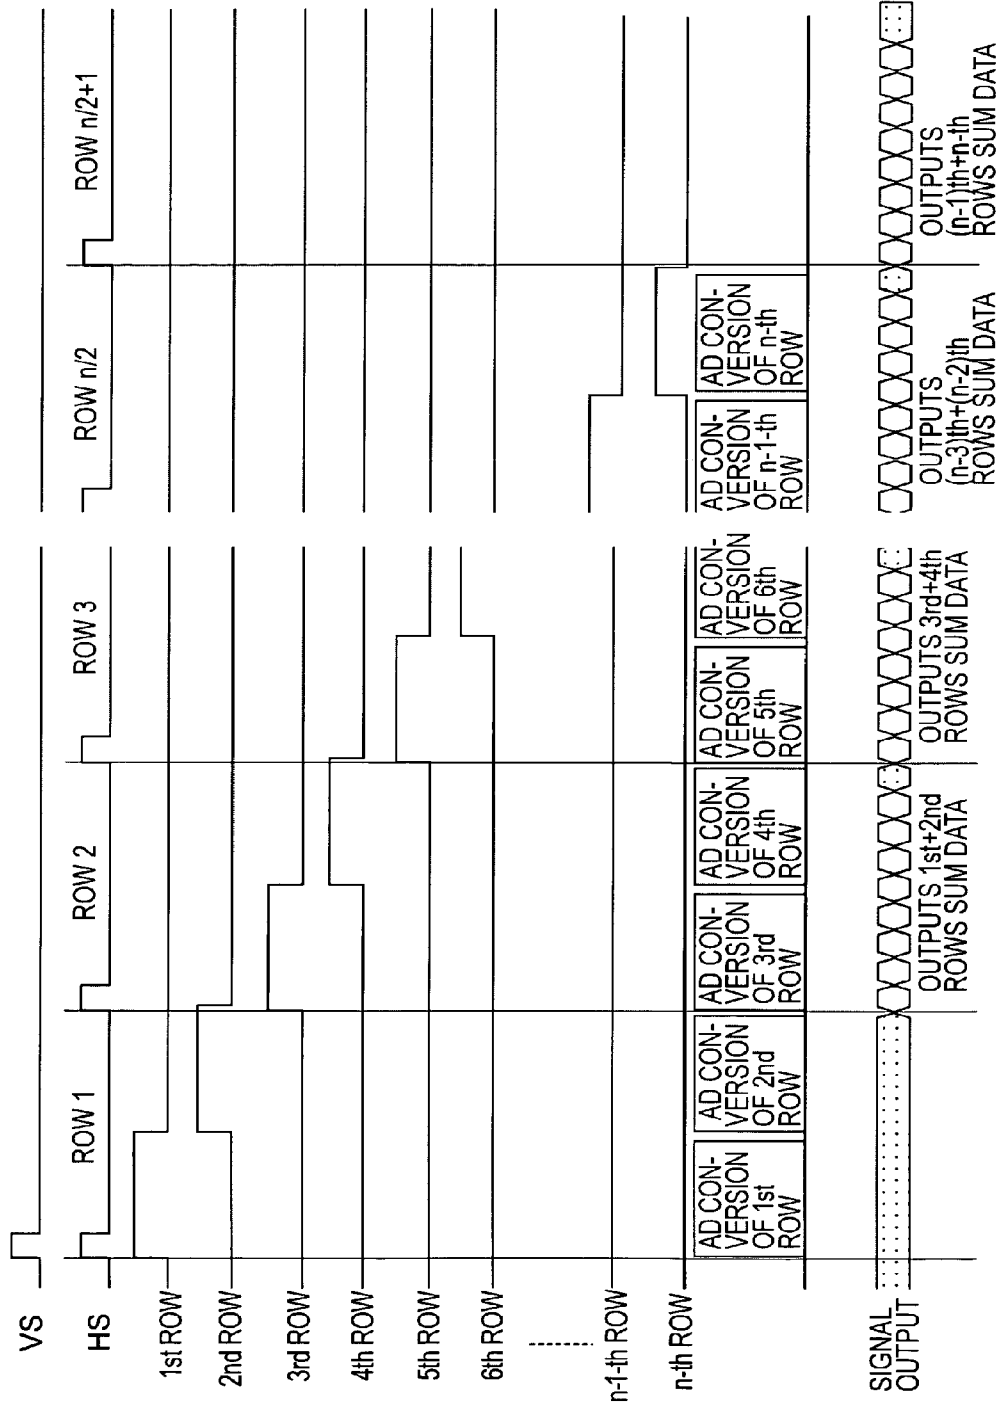 VS
HS
ROW 1
ROW 2
ROW 3
ROW n/2
ROW n/2+1
1st ROW
2nd ROW
3rd ROW
4th ROW
5th ROW
6th ROW
n-1-th ROW
n-th ROW
AD CON-
VERSION
OF 1st
ROW
AD CON-
VERSION
OF 2nd
ROW
AD CON-
VERSION
OF 3rd
ROW
AD CON-
VERSION
OF 4th
ROW
AD CON-
VERSION
OF 5th
ROW
AD CON-
VERSION
OF 6th
ROW
AD CON-
VERSION
OF n-1-th
ROW
AD CON-
VERSION
OF n-th
ROW
SIGNAL
OUTPUT
OUTPUTS 1st+2nd
ROWS SUM DATA
OUTPUTS 3rd+4th
ROWS SUM DATA
OUTPUTS
(n-3)th+(n-2)th
ROWS SUM DATA
OUTPUTS
(n-1)th+n-th
ROWS SUM DATA